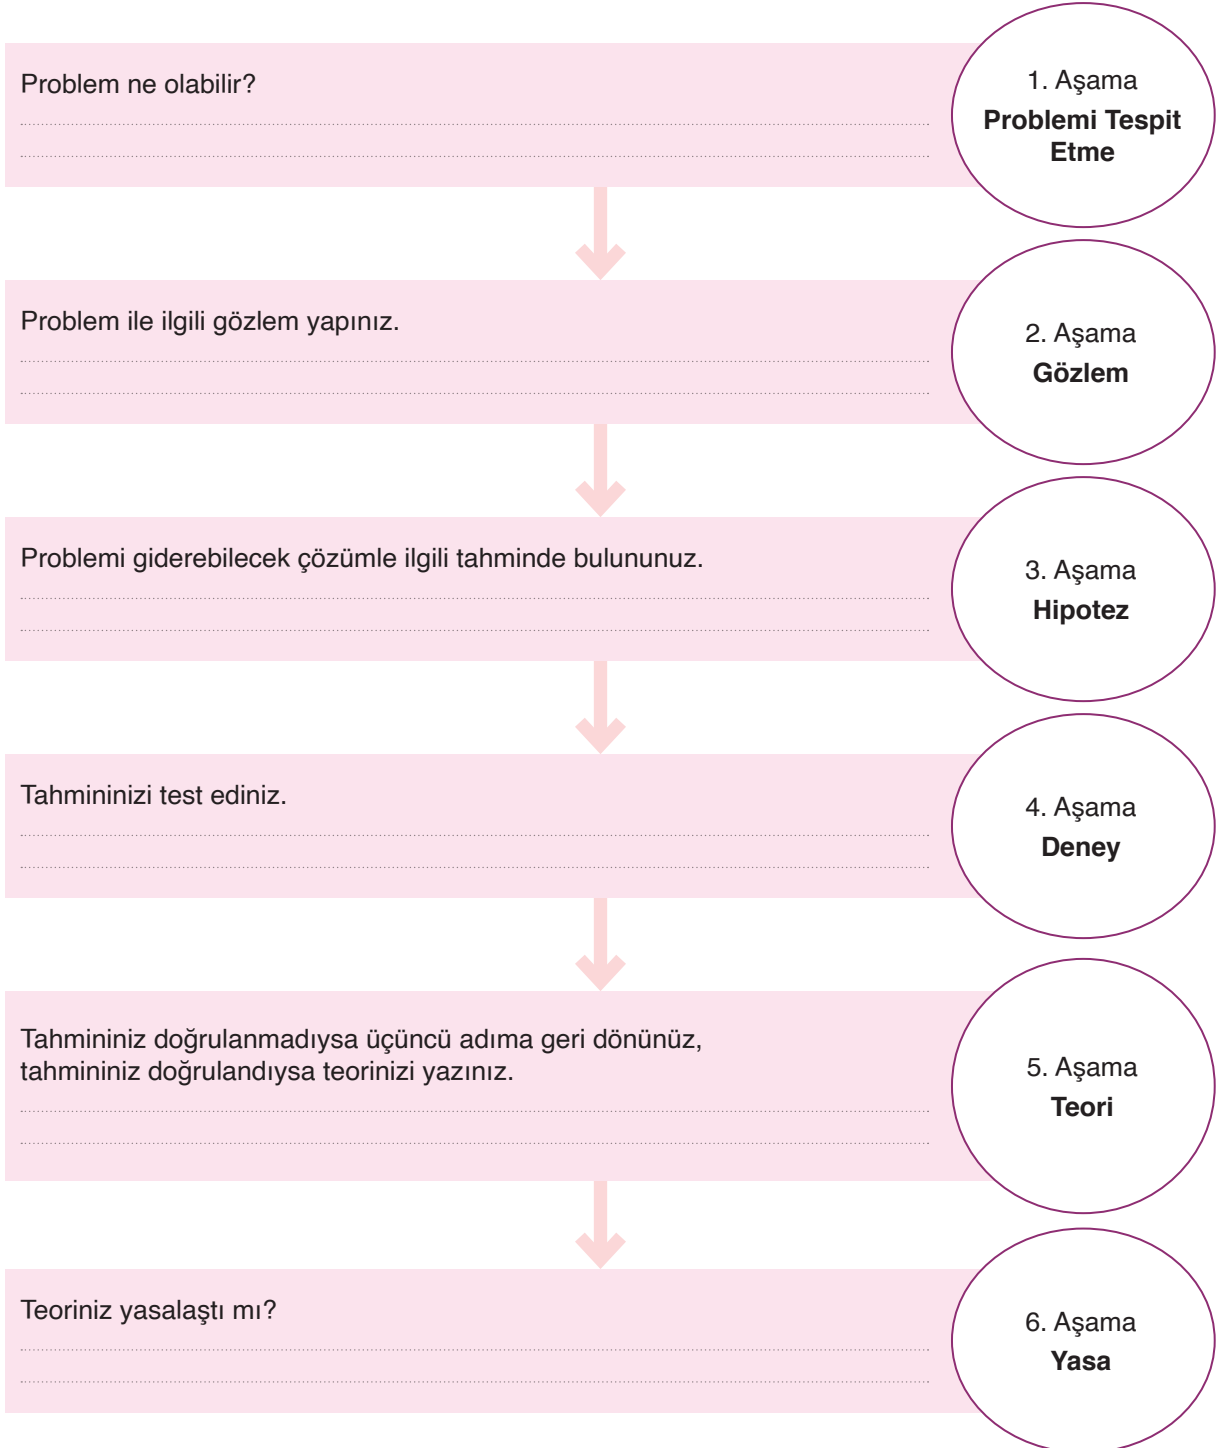 Problem ne olabilir?
1. Aşama
Problemi Tespit
Etme
Problem ile ilgili gözlem yapınız.
2. Aşama
Gözlem
Problemi giderebilecek çözümle ilgili tahminde bulununuz.
3. Aşama
Hipotez
Tahmininizi test ediniz.
4. Aşama
Deney
Tahmininiz doğrulanmadıysa üçüncü adıma geri dönünüz,
tahmininiz doğrulandıysa teorinizi yazınız.
5. Aşama
Teori
Teoriniz yasalaştı mı?
6. Aşama
Yasa